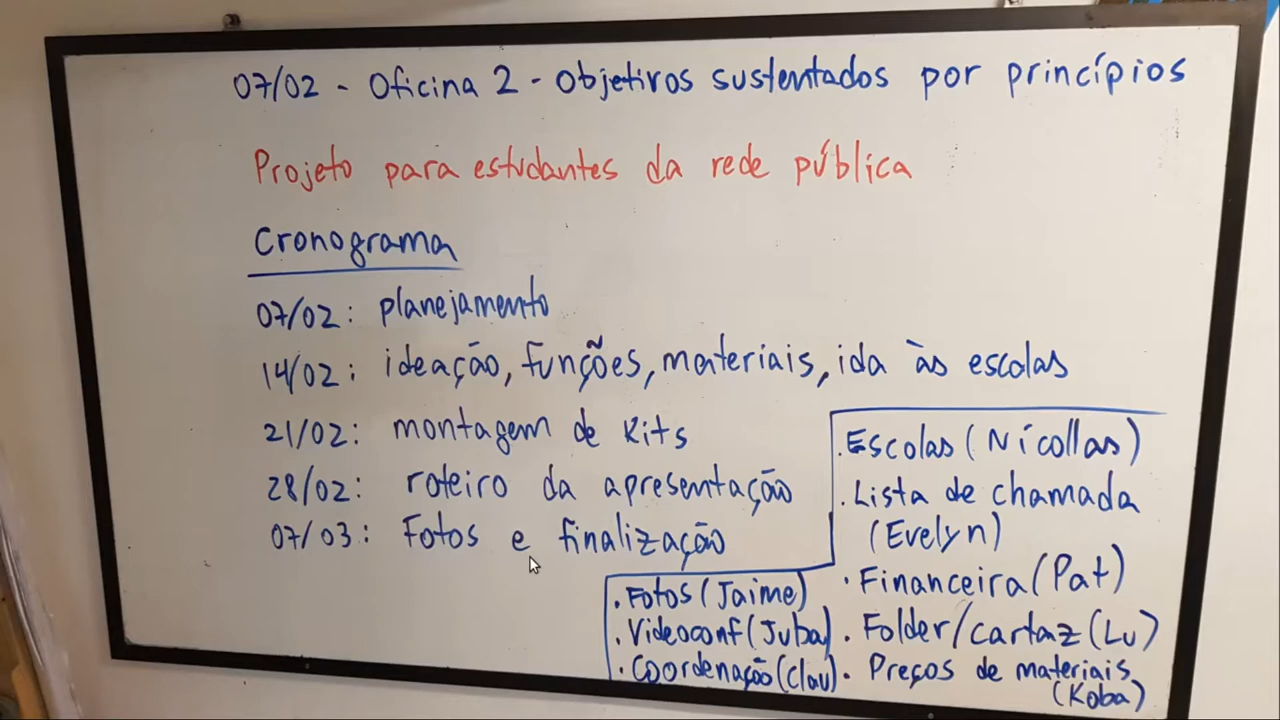 07/02 - Oficina 2 - Objetivos sustentados por princípios
Projeto para estudantes da rede pública
Cronograma
07/02: planejamento
14/02: ideação, funções, materiais, ida às escolas
21/02: montagem de kits
28/02: roteiro da apresentação
07/03: Fotos e finalização
. Escolas (Nícollas)
. Lista de chamada
(Evelyn)
· Financeira (Pat)
. Folder/cartaz (Lu)
· Preços de materiais
(Koba)
. Fotos (Jaime)
. Videoconf (Juba)
· Coordenação (Clau)